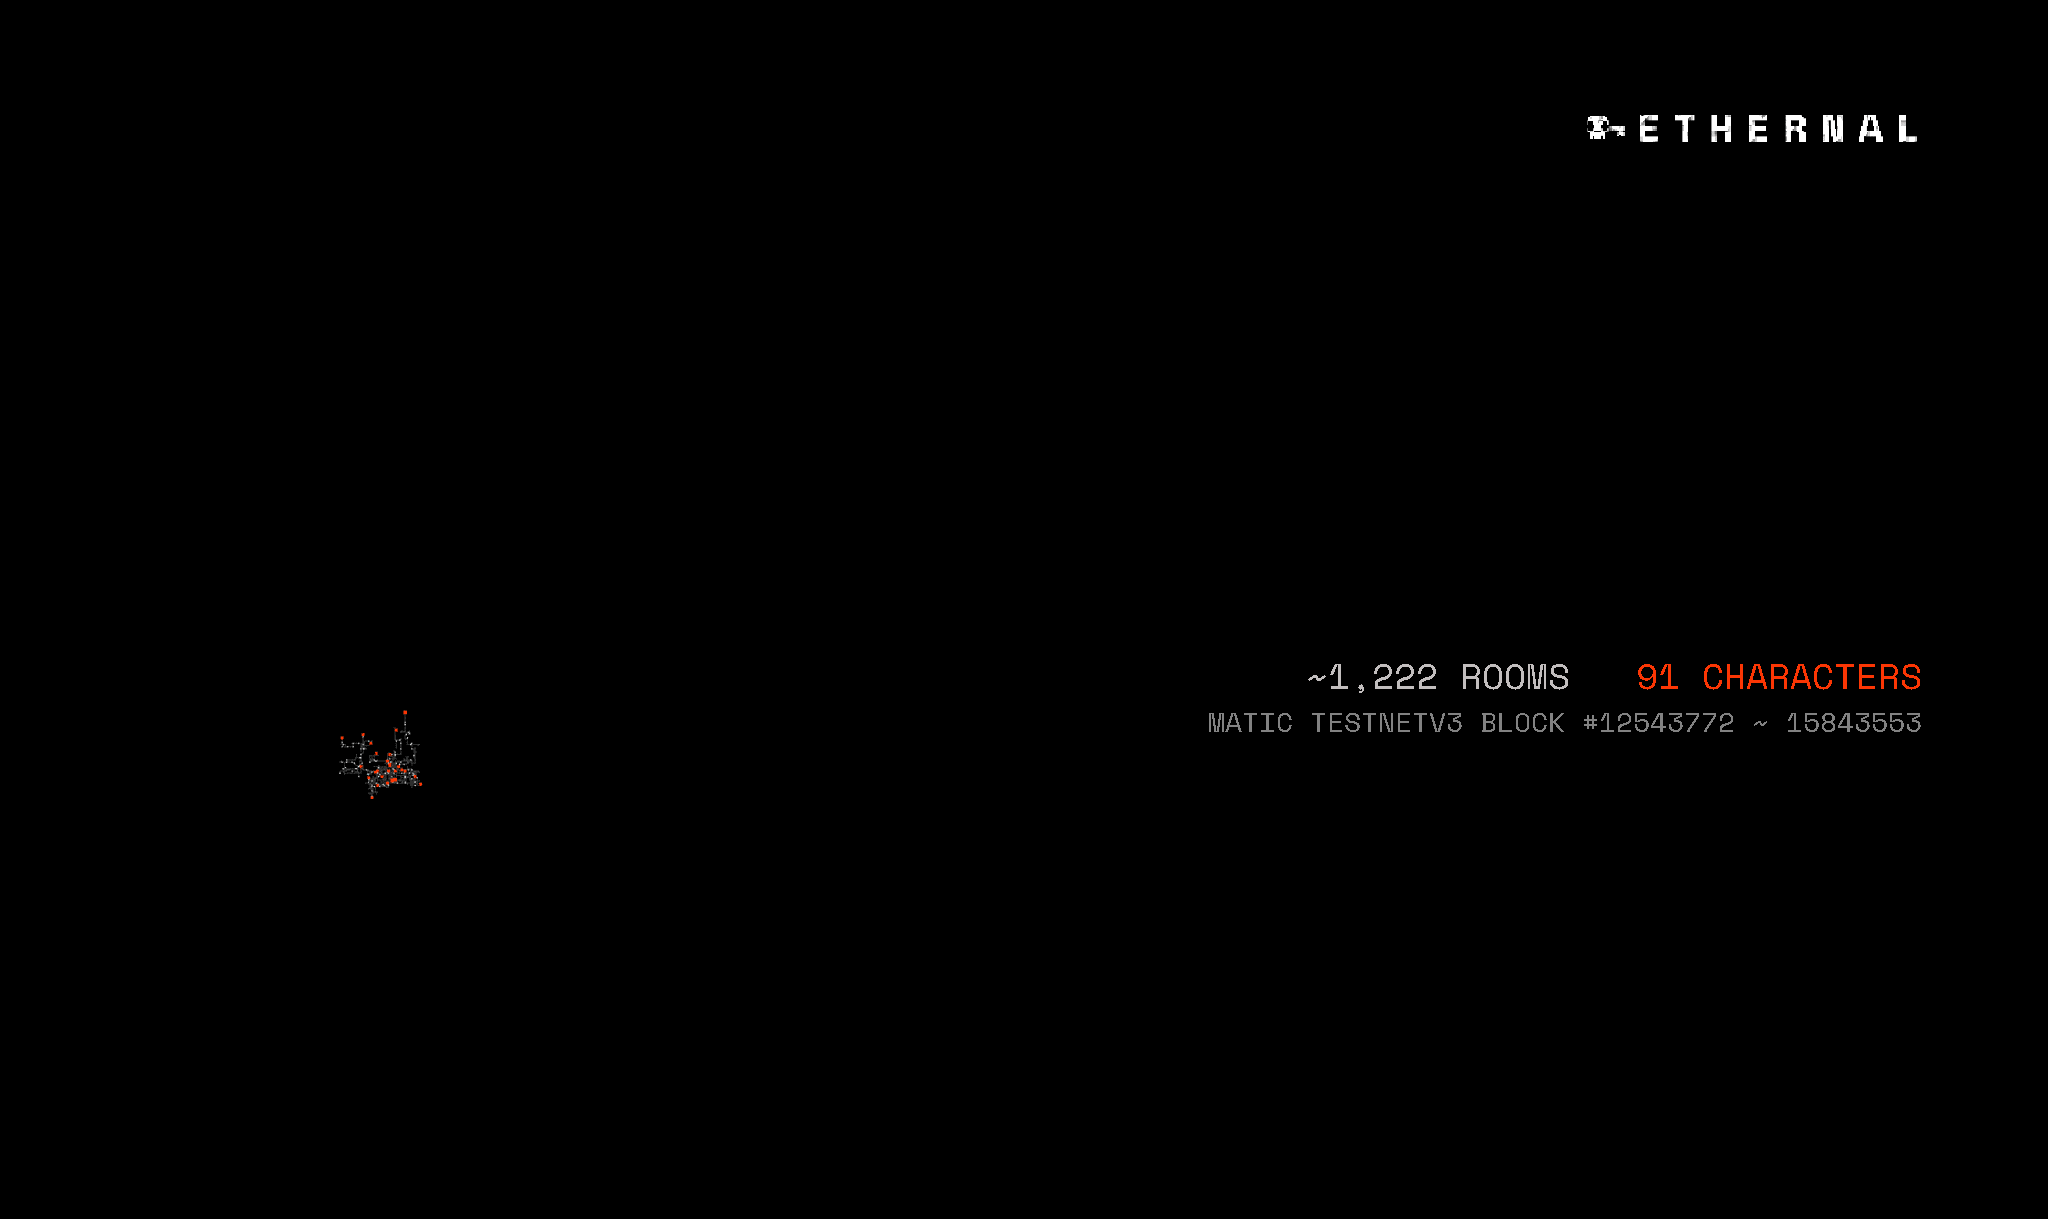 ETHERNAL
~1,222 ROOMS 91 CHARACTERS
MATIC TESTNETV3 BLOCK #12543772 ~ 15843553